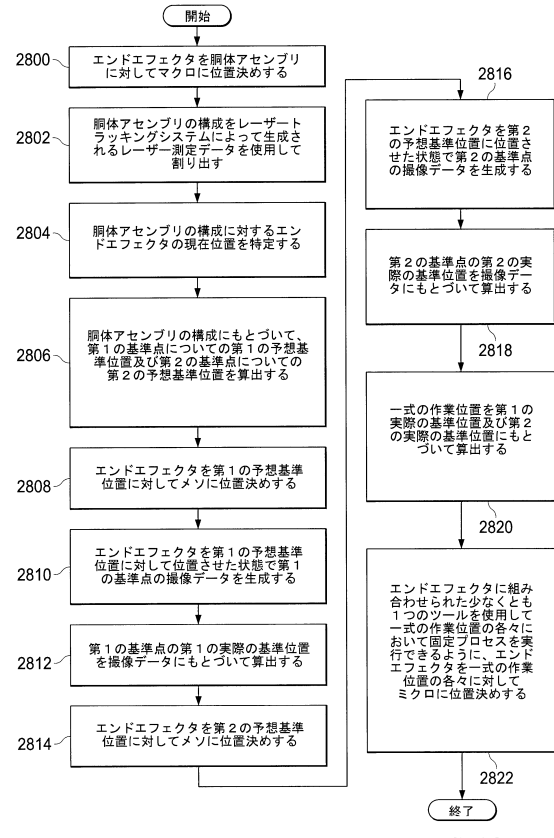 開始
2800
エンドエフェクタを胴体アセンブリ
に対してマクロに位置決めする
2802
胴体アセンブリの構成をレーザート
ラッキングシステムによって生成さ
れるレーザー測定データを使用して
割り出す
2804
胴体アセンブリの構成に対するエン
ドエフェクタの現在位置を特定する
2806
胴体アセンブリの構成にもとづいて、
第1の基準点についての第1の予想基
準位置及び第2の基準点についての
第2の予想基準位置を算出する
2808
エンドエフェクタを第1の予想基準
位置に対してメソに位置決めする
2810
エンドエフェクタを第1の予想基準
位置に対して位置させた状態で第1
の基準点の撮像データを生成する
2812
第1の基準点の第1の実際の基準位置
を撮像データにもとづいて算出する
2814
エンドエフェクタを第2の予想基準
位置に対してメソに位置決めする
2816
エンドエフェクタを第2
の予想基準位置に位置さ
せた状態で第2の基準点
の撮像データを生成する
第2の基準点の第2の実
際の基準位置を撮像デー
タにもとづいて算出する
2818
一式の作業位置を第1の
実際の基準位置及び第2
の実際の基準位置にもと
づいて算出する
2820
エンドエフェクタに組み
合わせられた少なくとも
1つのツールを使用して
一式の作業位置の各々に
おいて固定プロセスを実
行できるように、エンド
エフェクタを一式の作業
位置の各々に対して
ミクロに位置決めする
2822
終了